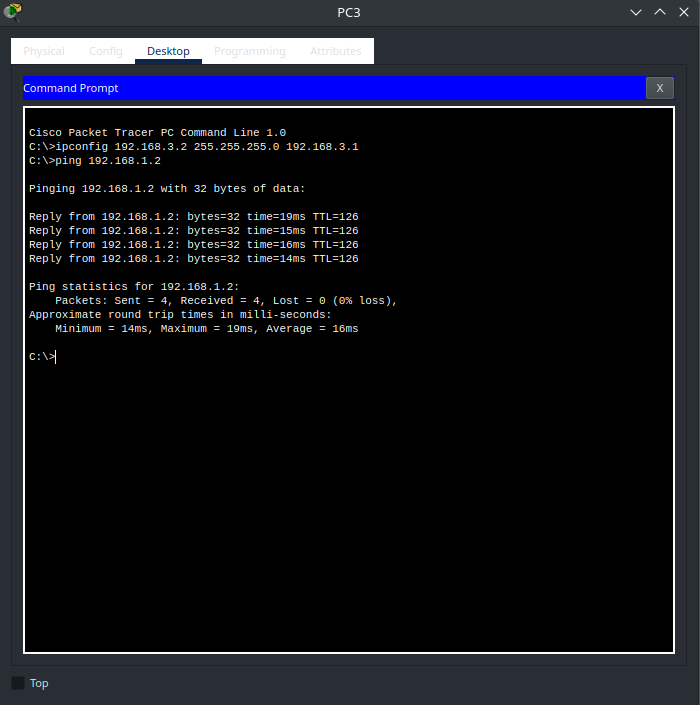 PC3
Physical Config Desktop Programming Attributes
Command Prompt X
Cisco Packet Tracer PC Command Line 1.0
C:\>ipconfig 192.168.3.2 255.255.255.0 192.168.3.1
C:\>ping 192.168.1.2
Pinging 192.168.1.2 with 32 bytes of data:
Reply from 192.168.1.2: bytes=32 time=19ms TTL=126
Reply from 192.168.1.2: bytes=32 time=15ms TTL=126
Reply from 192.168.1.2: bytes=32 time=16ms TTL=126
Reply from 192.168.1.2: bytes=32 time=14ms TTL=126
Ping statistics for 192.168.1.2:
Packets: Sent = 4, Received = 4, Lost = 0 (0% loss),
Approximate round trip times in milli-seconds:
Minimum = 14ms, Maximum = 19ms, Average = 16ms
C:\>
Top